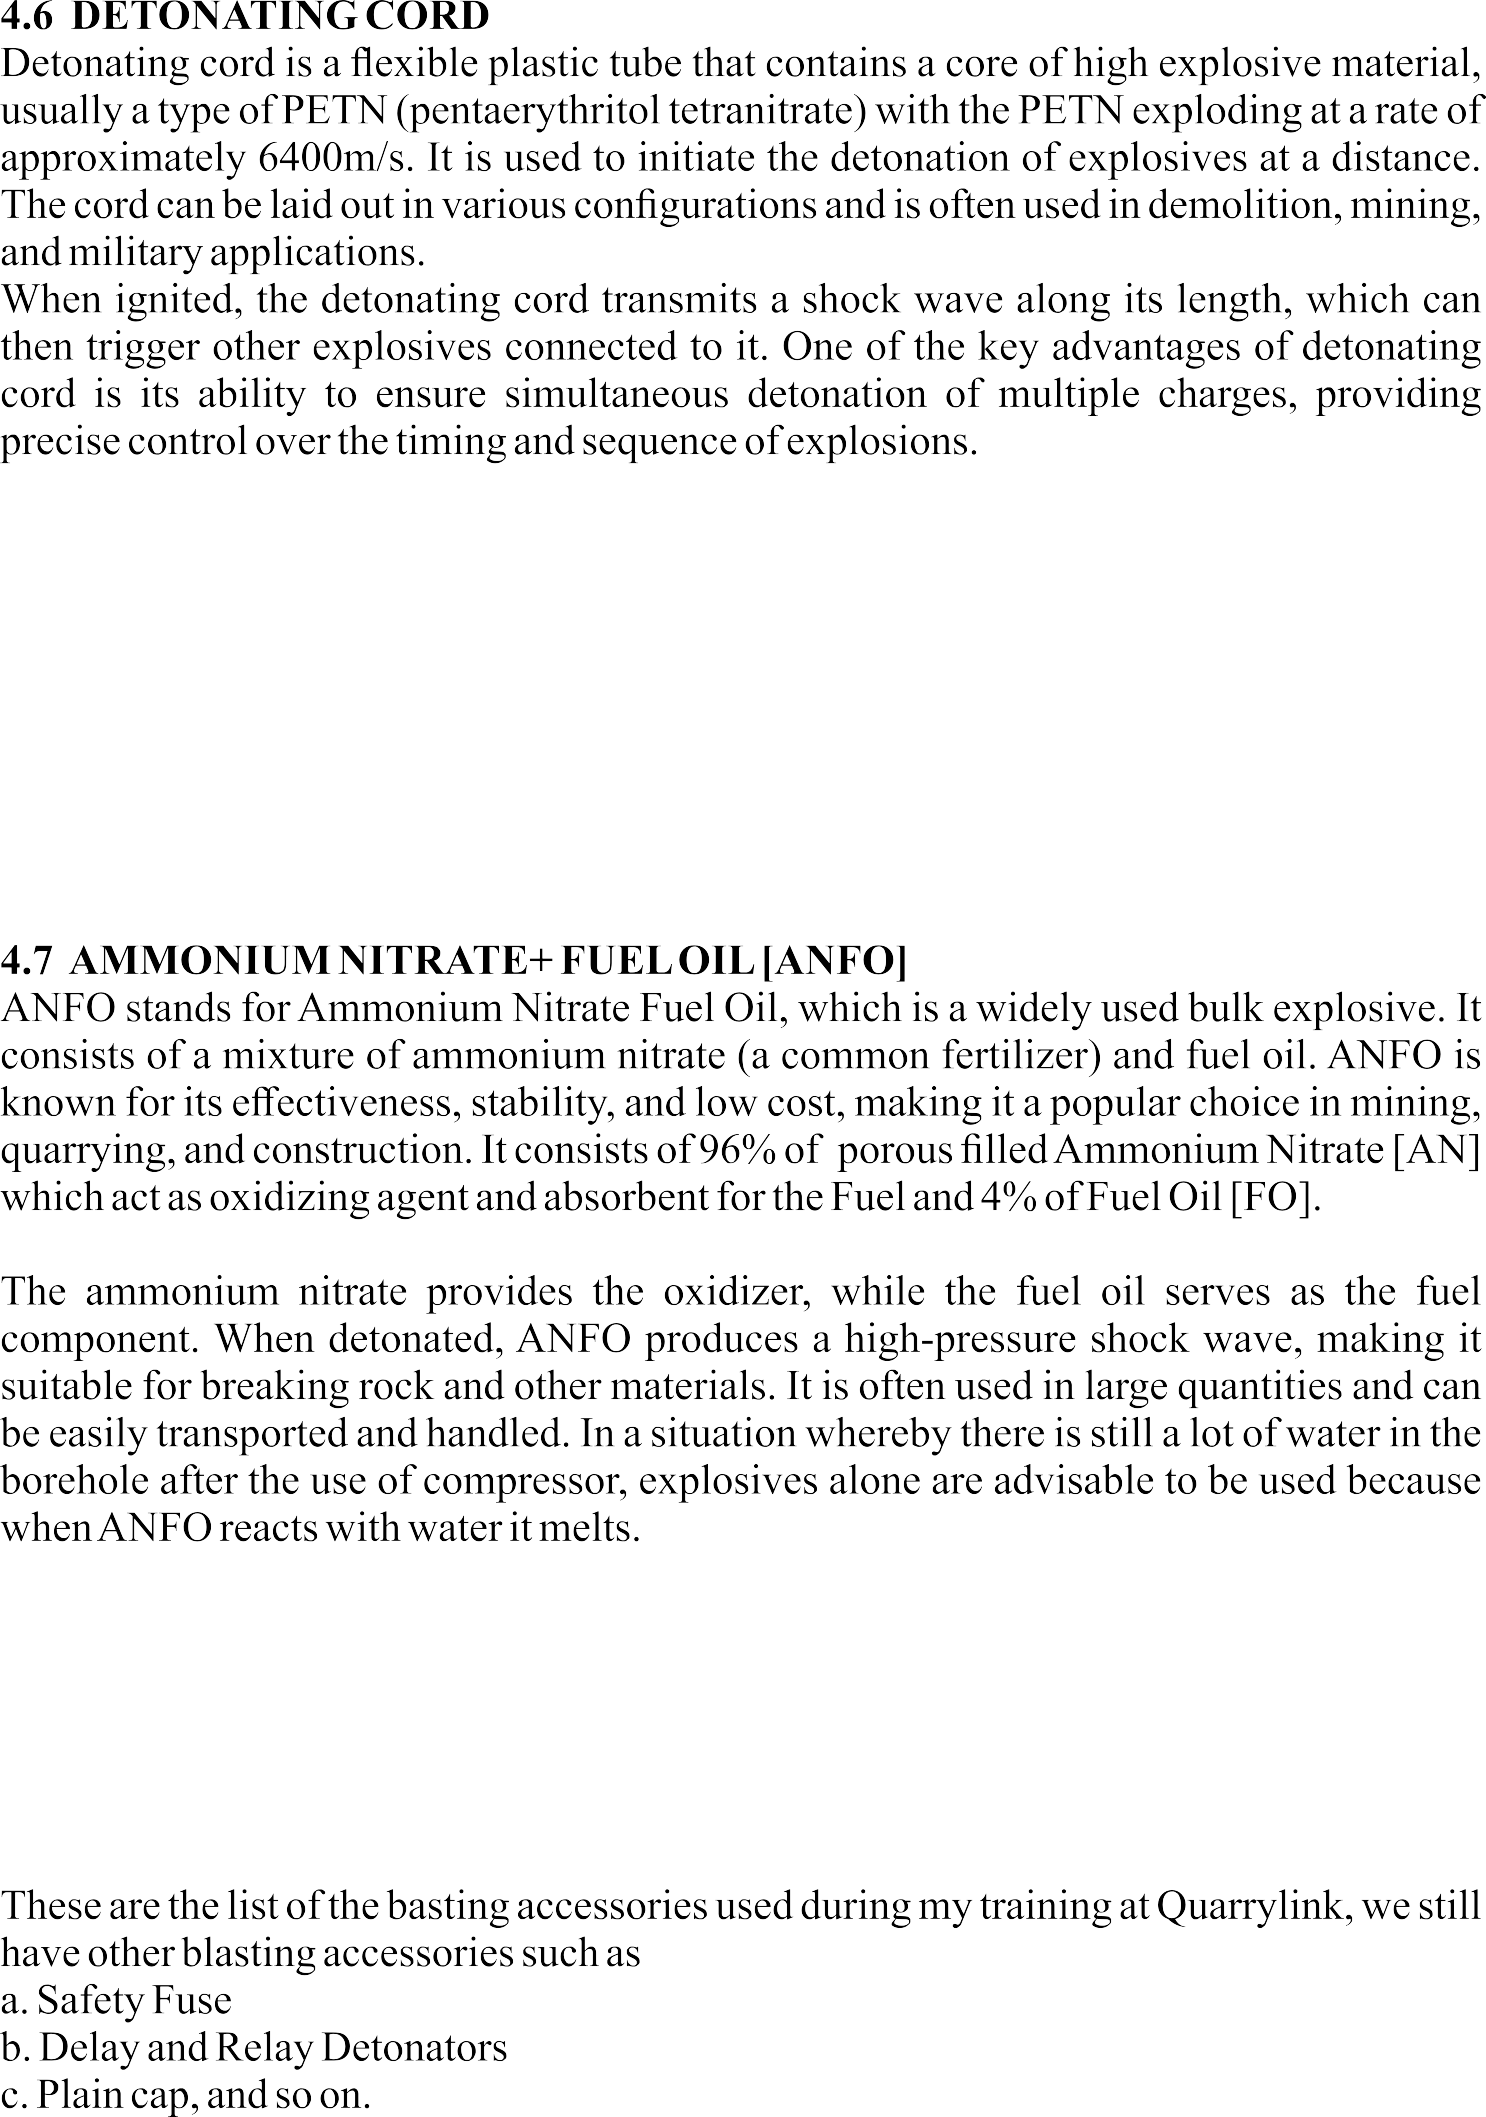 4.6 DETONATING CORD
Detonating cord is a flexible plastic tube that contains a core of high explosive material,
usually a type of PETN (pentaerythritol tetranitrate) with the PETN exploding at a rate of
approximately 6400m/s. It is used to initiate the detonation of explosives at a distance.
The cord can be laid out in various configurations and is often used in demolition, mining,
and military applications.
When ignited, the detonating cord transmits a shock wave along its length, which can
then trigger other explosives connected to it. One of the key advantages of detonating
cord is its ability to ensure simultaneous detonation of multiple charges, providing
precise control over the timing and sequence of explosions.
4.7 AMMONIUM NITRATE+ FUEL OIL [ANFO]
ANFO stands for Ammonium Nitrate Fuel Oil, which is a widely used bulk explosive. It
consists of a mixture of ammonium nitrate (a common fertilizer) and fuel oil. ANFO is
known for its effectiveness, stability, and low cost, making it a popular choice in mining,
quarrying, and construction. It consists of 96% of porous filled Ammonium Nitrate [AN]
which act as oxidizing agent and absorbent for the Fuel and 4% of Fuel Oil [FO].
The ammonium nitrate provides the oxidizer, while the fuel oil serves as the fuel
component. When detonated, ANFO produces a high-pressure shock wave, making it
suitable for breaking rock and other materials. It is often used in large quantities and can
be easily transported and handled. In a situation whereby there is still a lot of water in the
borehole after the use of compressor, explosives alone are advisable to be used because
when ANFO reacts with water it melts.
These are the list of the basting accessories used during my training at Quarrylink, we still
have other blasting accessories such as
a. Safety Fuse
b. Delay and Relay Detonators
c. Plain cap, and so on.